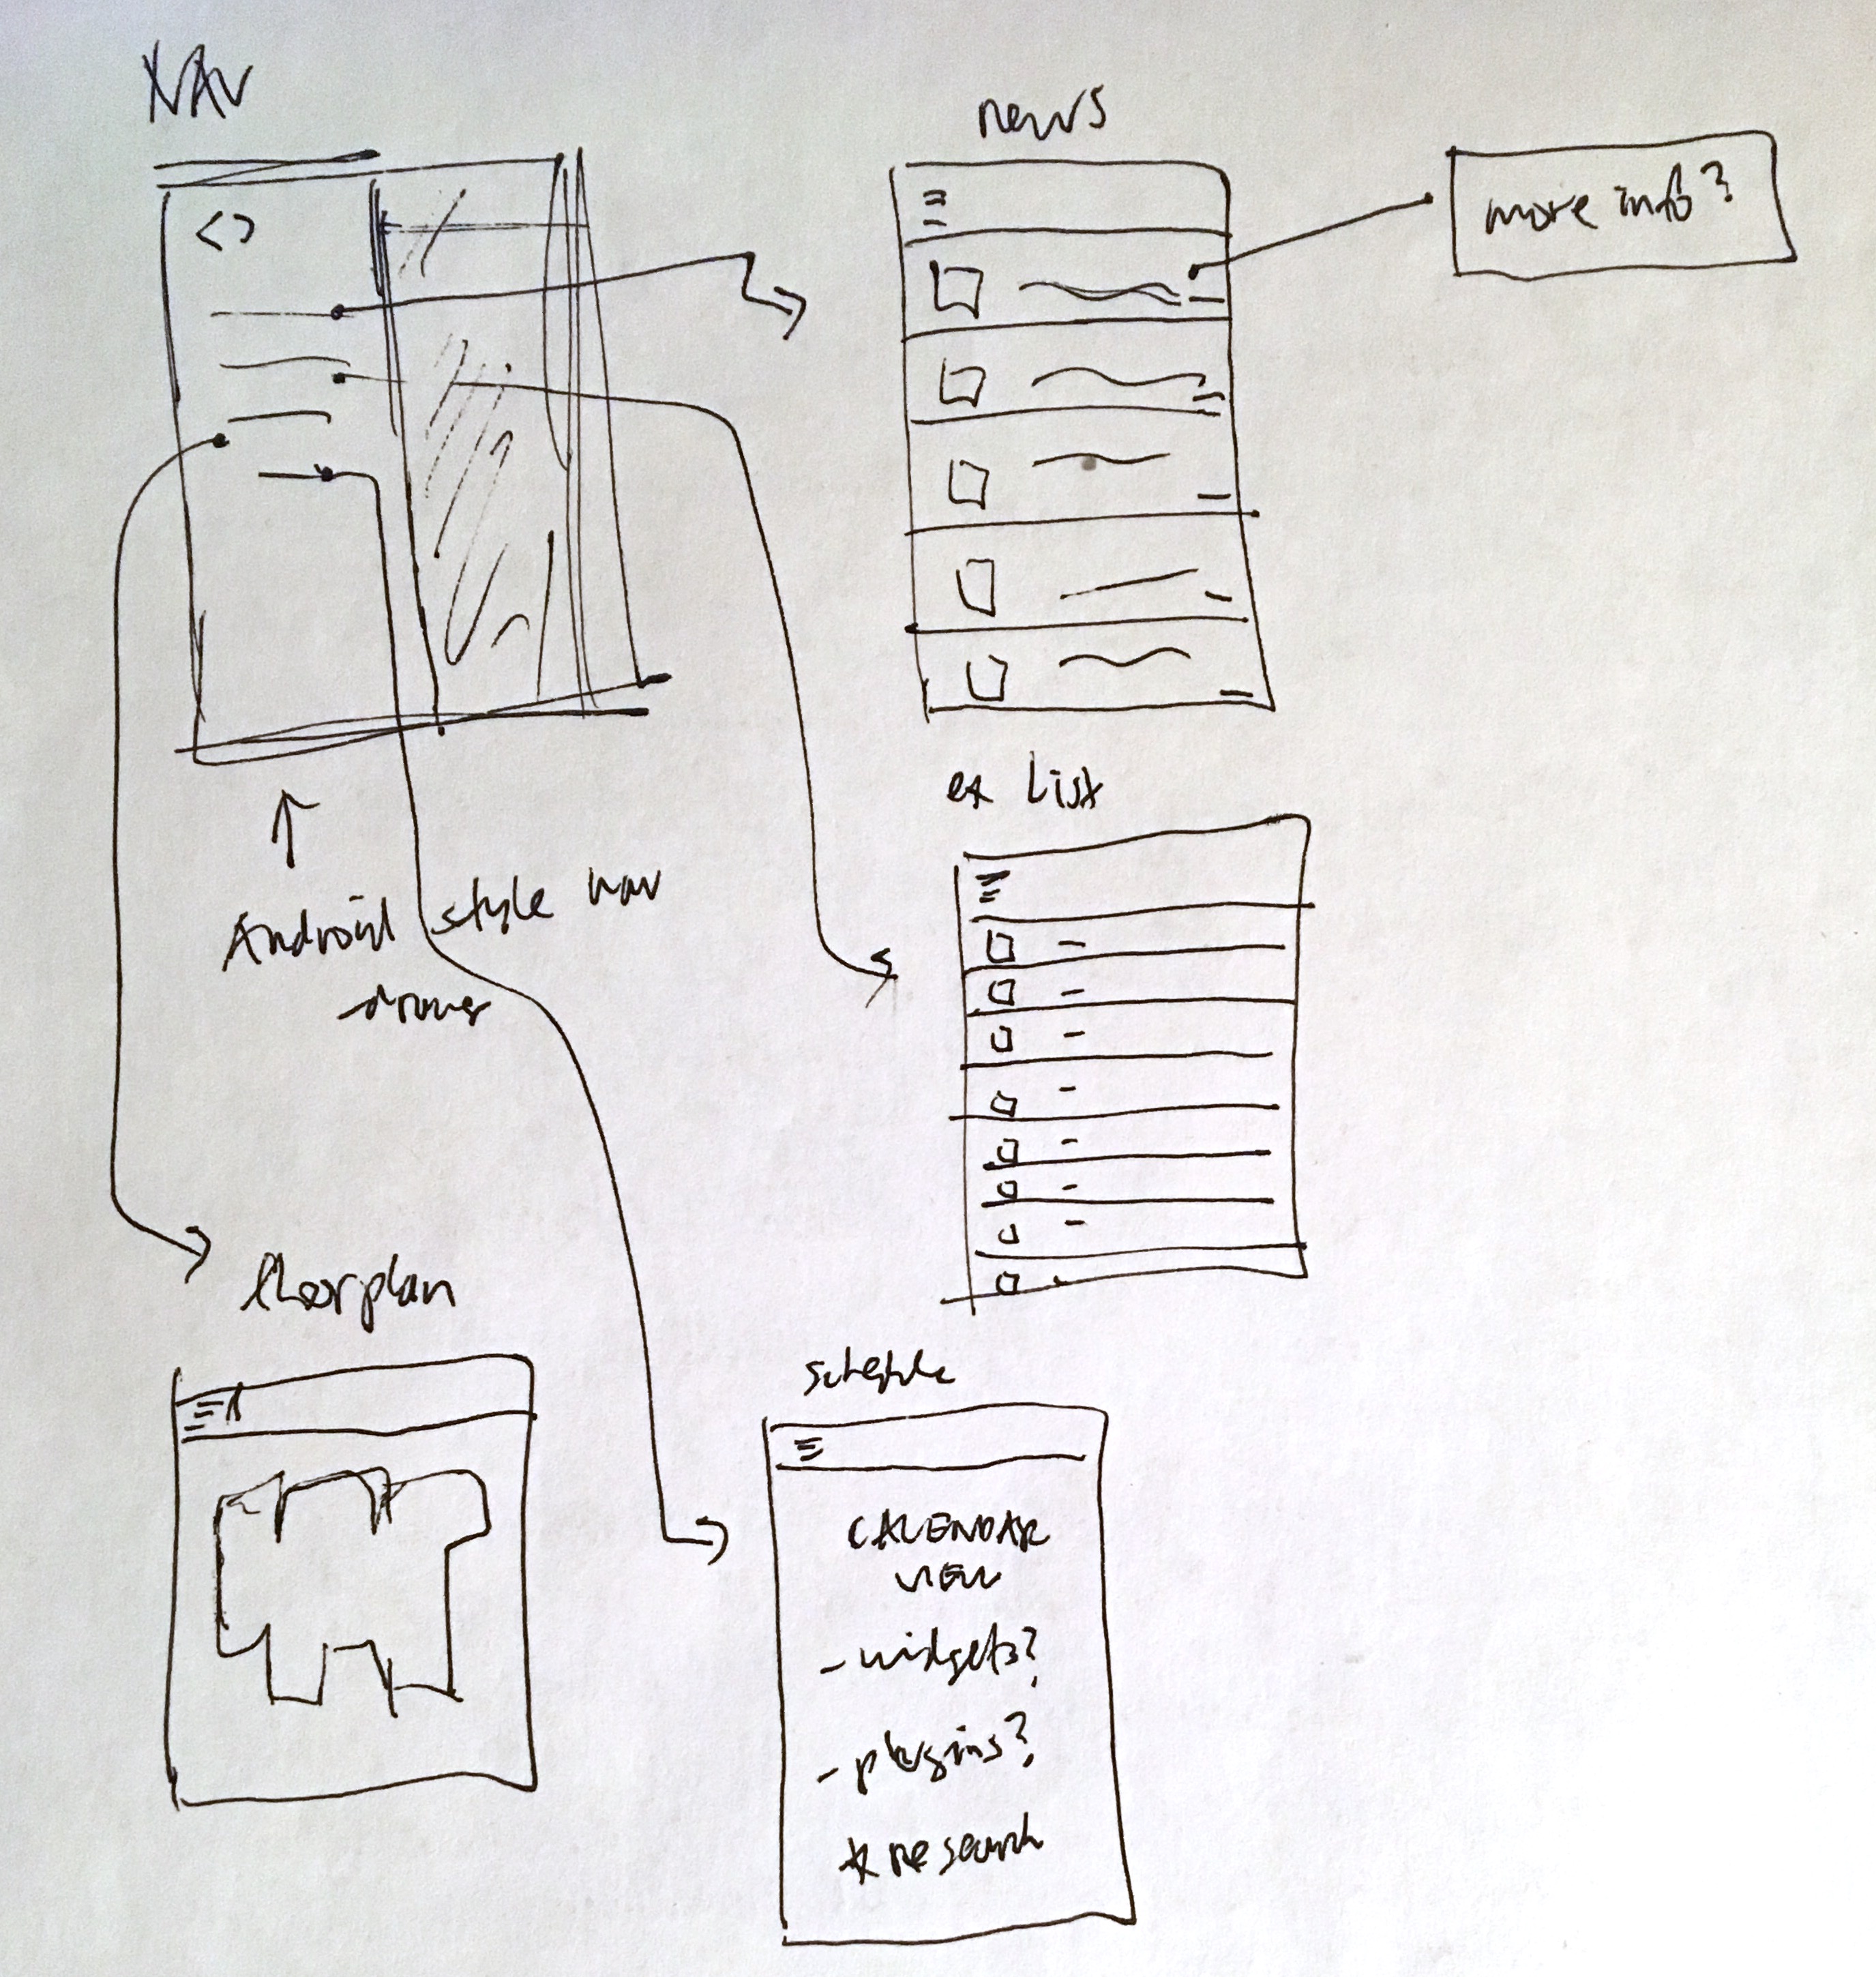 NAV
news
more info?
ex List
Android style nav
drawer
floorplan
schedule
CALENDAR
VIEW
- widgets?
- plugins?
* research